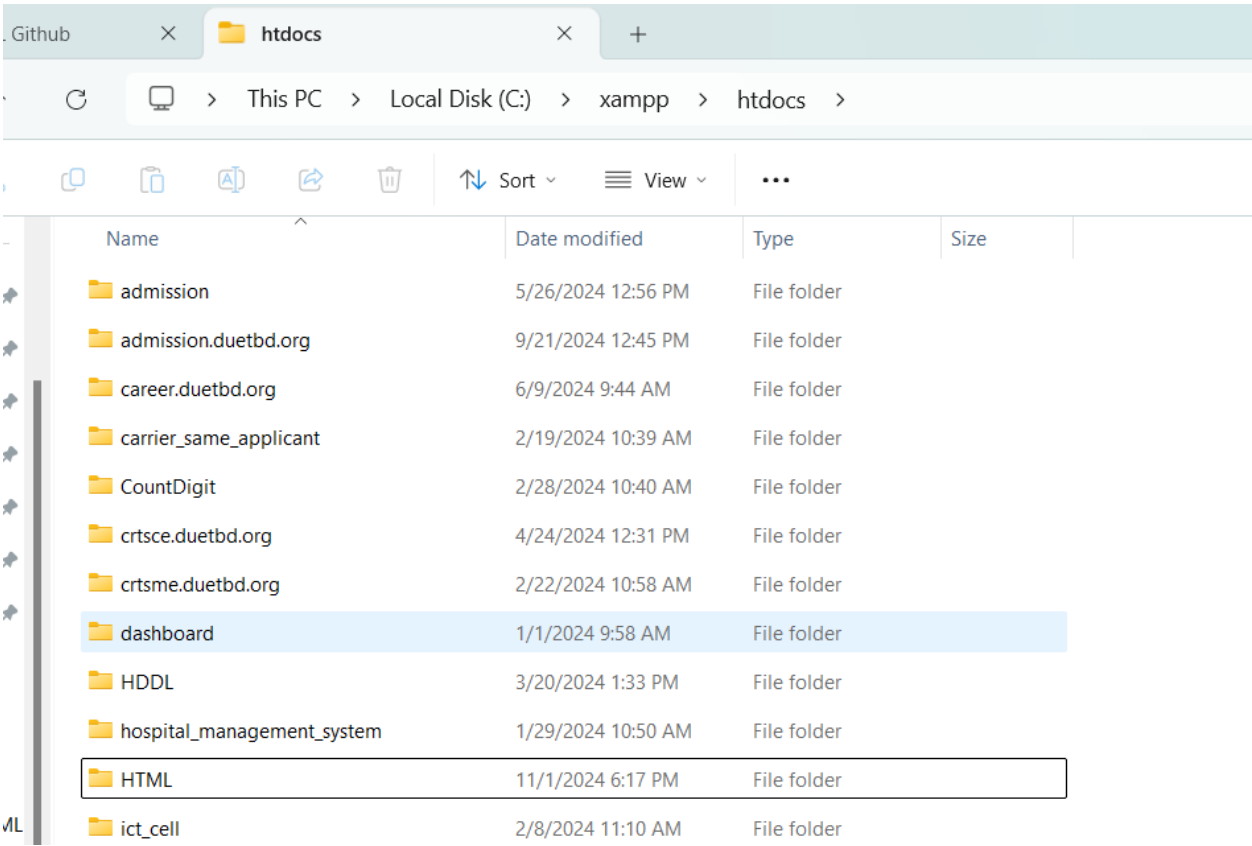 . Github htdocs
This PC > Local Disk (C:) > xampp > htdocs >
Sort View ...
Name Date modified Type Size
admission 5/26/2024 12:56 PM File folder
admission.duetbd.org 9/21/2024 12:45 PM File folder
career.duetbd.org 6/9/2024 9:44 AM File folder
carrier_same_applicant 2/19/2024 10:39 AM File folder
CountDigit 2/28/2024 10:40 AM File folder
crtsce.duetbd.org 4/24/2024 12:31 PM File folder
crtsme.duetbd.org 2/22/2024 10:58 AM File folder
dashboard 1/1/2024 9:58 AM File folder
HDDL 3/20/2024 1:33 PM File folder
hospital_management_system 1/29/2024 10:50 AM File folder
HTML 11/1/2024 6:17 PM File folder
ML ict_cell 2/8/2024 11:10 AM File folder